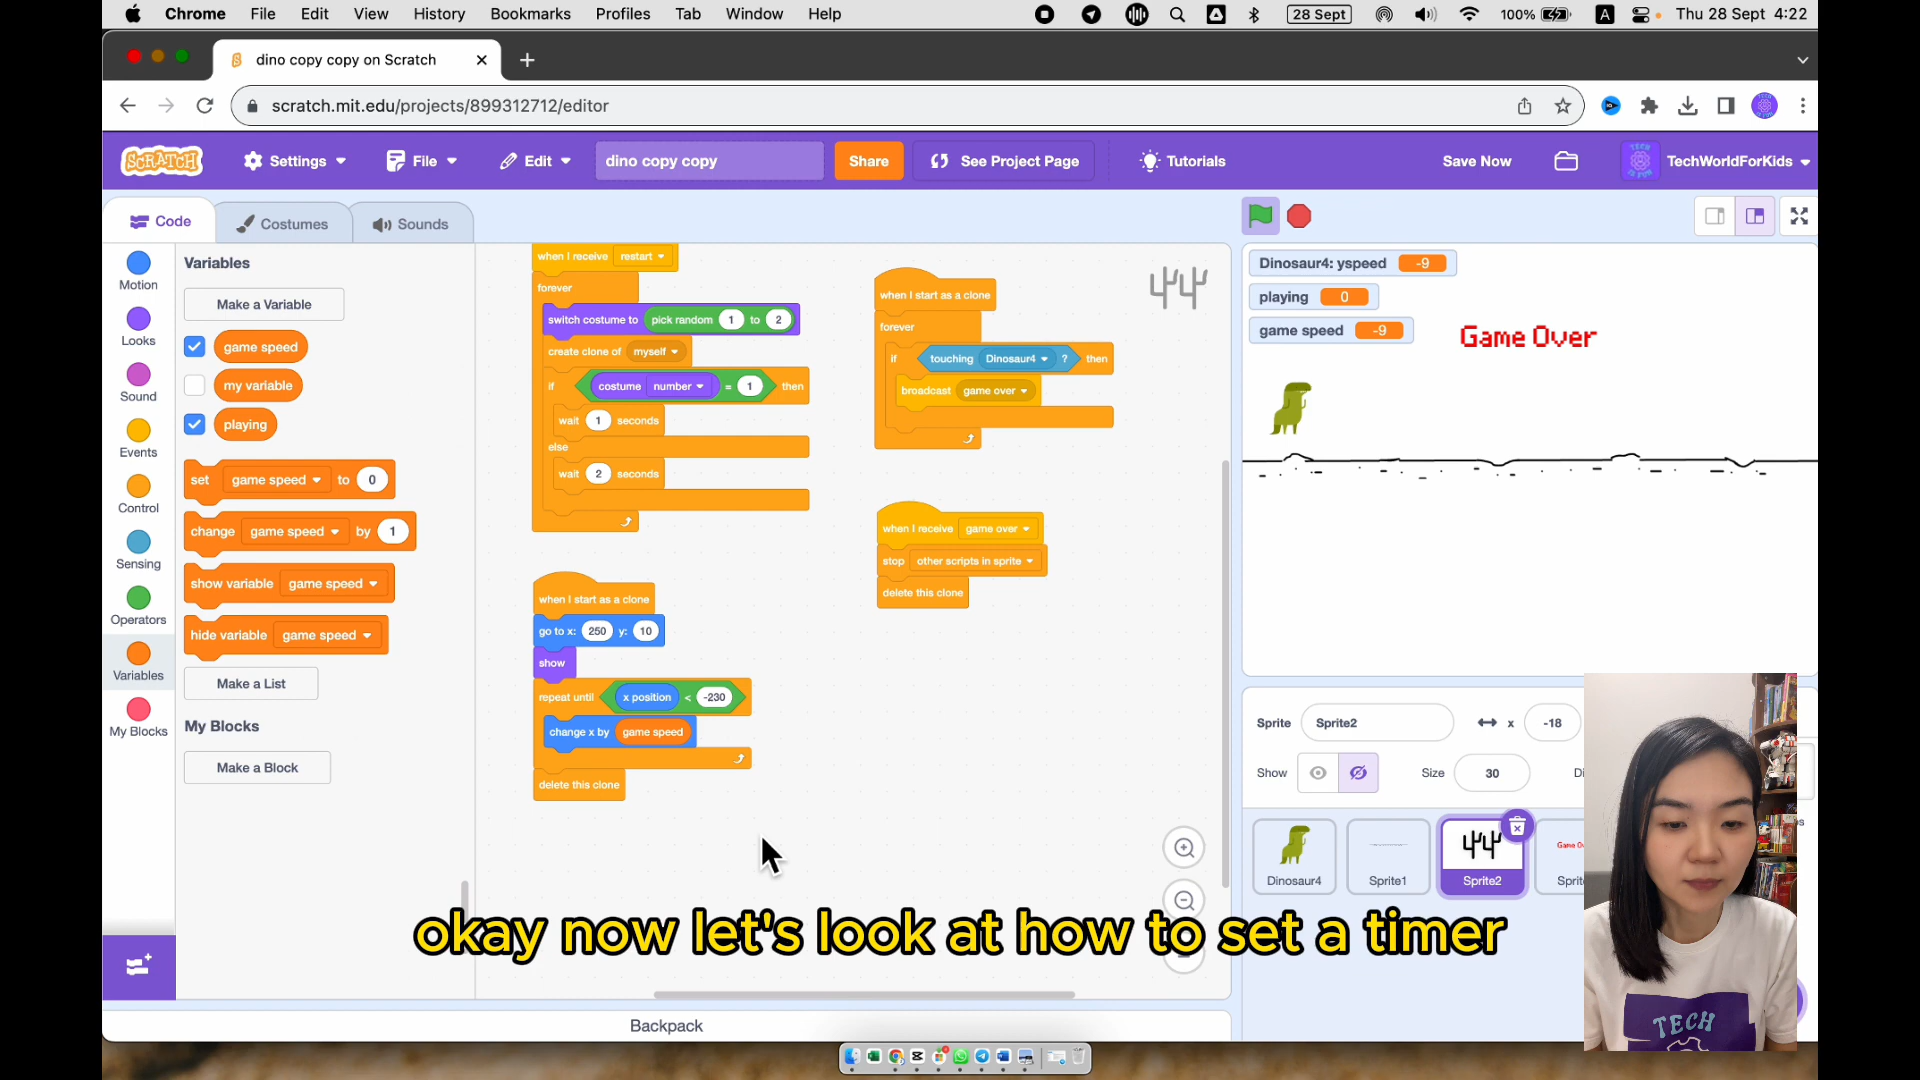 Chrome File Edit View History Bookmarks Profiles Tab Window Help 28 Sept 100% A Thu 28 Sept 4:22
dino copy copy on Scratch
scratch.mit.edu/projects/899312712/editor
SCRATCH Settings File Edit dino copy copy Share See Project Page Tutorials Save Now TechWorldForKids
Code Costumes Sounds
Motion
Looks
Sound
Events
Control
Sensing
Operators
Variables
My Blocks
Variables
Make a Variable
game speed
my variable
playing
set game speed to 0
change game speed by 1
show variable game speed
hide variable game speed
Make a List
My Blocks
Make a Block
when I receive restart
forever
switch costume to pick random 1 to 2
create clone of myself
if costume number = 1 then
wait 1 seconds
else
wait 2 seconds
when I start as a clone
go to x: 250 y: 10
show
repeat until x position < -230
change x by game speed
delete this clone
when I start as a clone
forever
if touching Dinosaur4 ? then
broadcast game over
when I receive game over
stop other scripts in sprite
delete this clone
Dinosaur4: yspeed -9
playing 0
game speed -9
Game Over
Sprite Sprite2 x -18
Show Size 30
Dinosaur4 Sprite1 Sprite2
okay now let's look at how to set a timer
Backpack
TECH